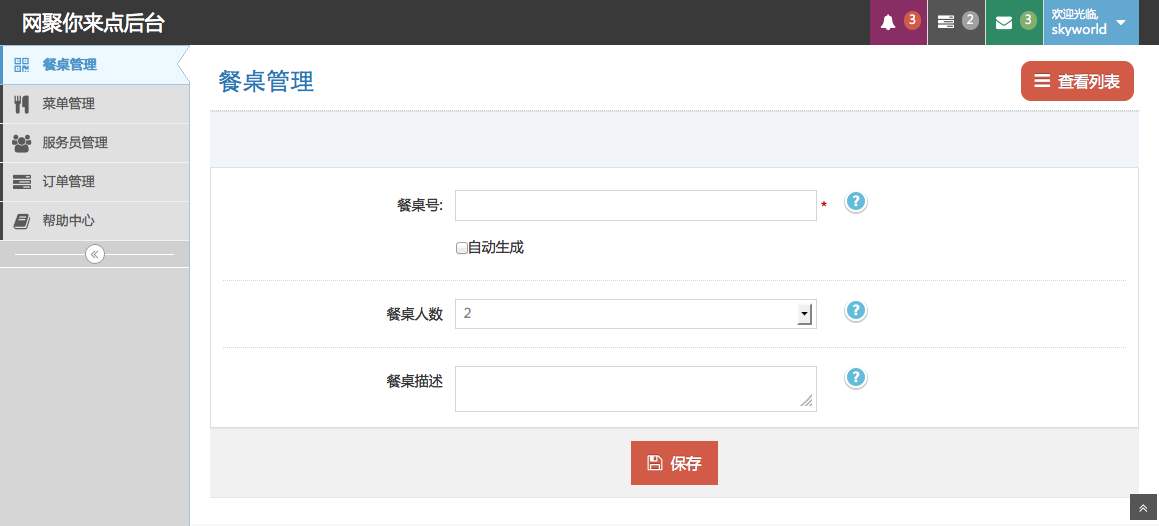 网聚你来点后台
3
2
3
欢迎光临,
skyworld
餐桌管理
菜单管理
服务员管理
订单管理
帮助中心
餐桌管理
查看列表
餐桌号:
*
?
自动生成
餐桌人数
2
?
餐桌描述
?
保存